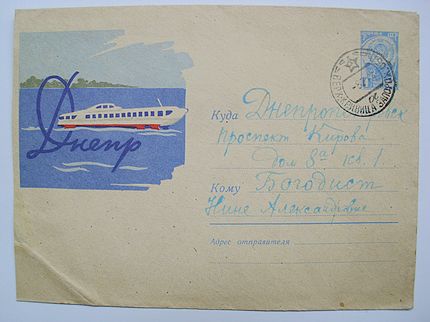 Днепр
Куда Днепропетровск
проспект Кирова
Дом 8а кв. 1
Кому Богодист
Нине Александровне
Адрес отправителя